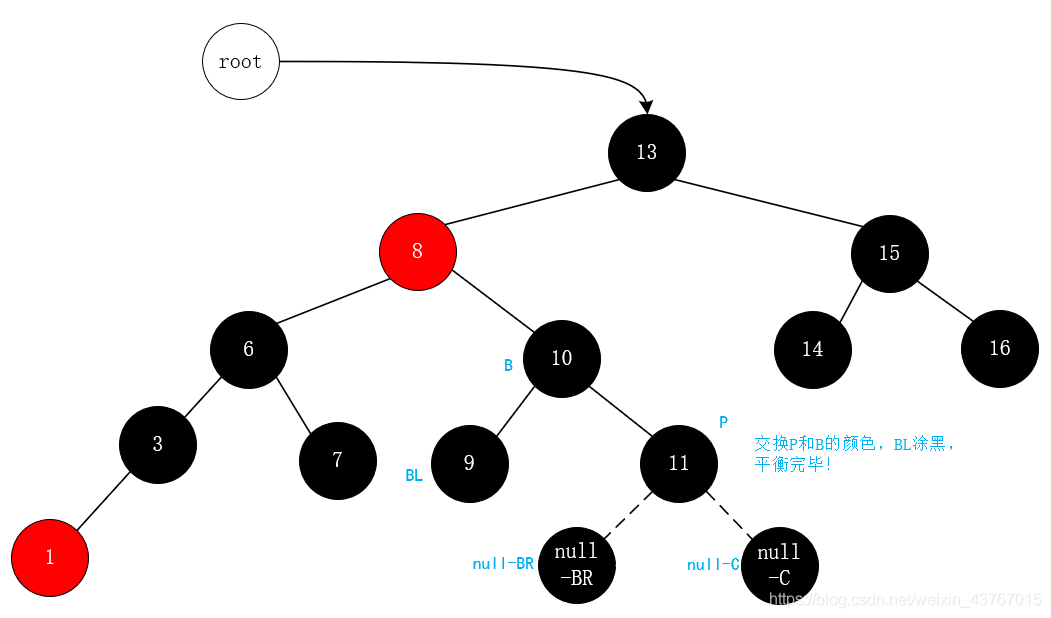 root
13
8
15
6
B
10
14
16
3
7
BL
9
P
11
交换P和B的颜色，BL涂黑，
平衡完毕！
1
null-BR
null
-BR
null-C
null
-C
https://blog.csdn.net/weixin_43767015